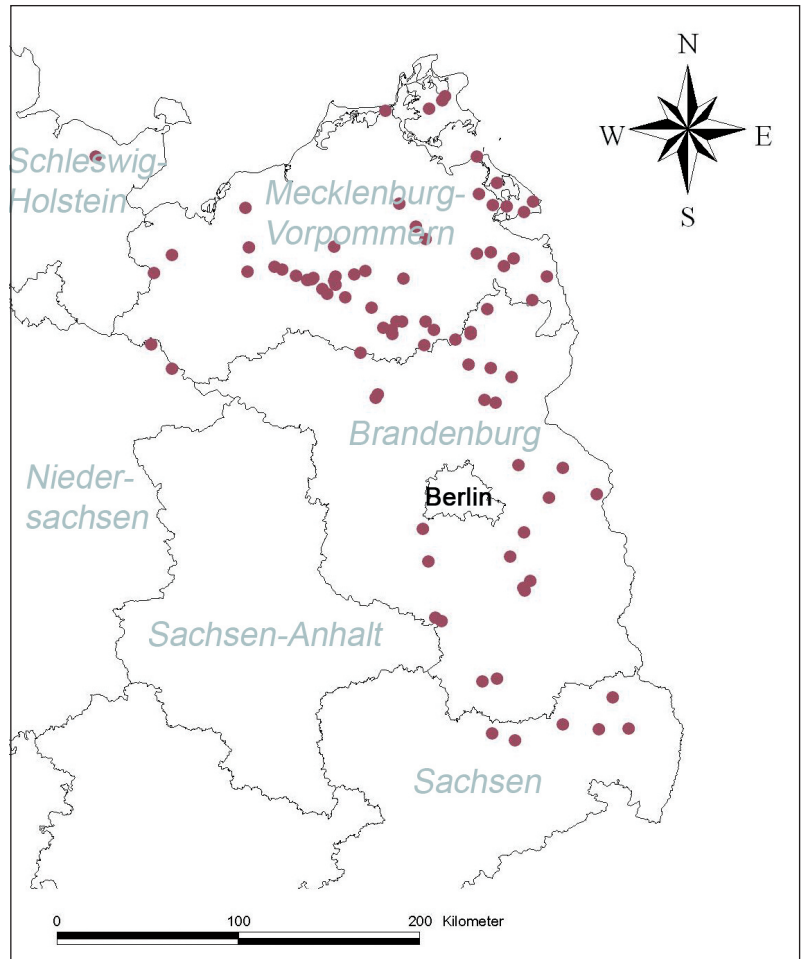 N
W E
S
Schleswig-
Holstein
Mecklenburg-
Vorpommern
Brandenburg
Berlin
Nieder-
sachsen
Sachsen-Anhalt
Sachsen
0 100 200 Kilometer